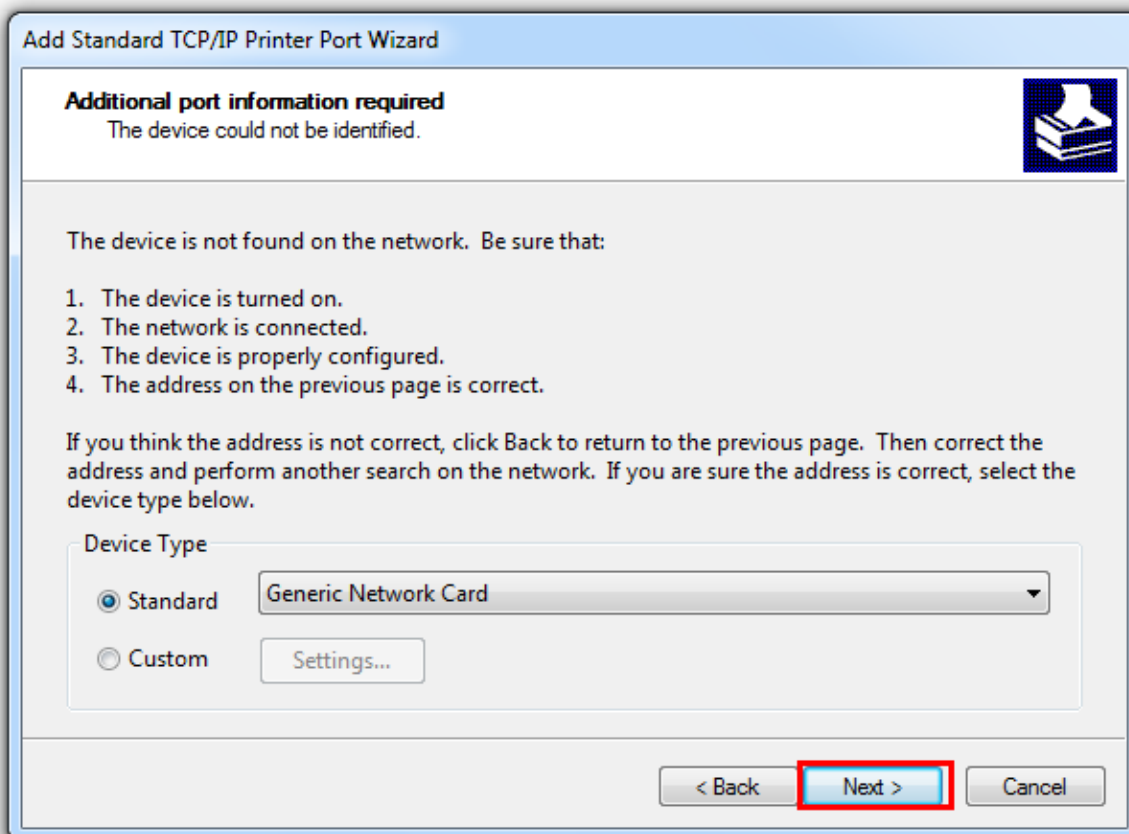 Add Standard TCP/IP Printer Port Wizard
Additional port information required
The device could not be identified.
The device is not found on the network.  Be sure that:
1.  The device is turned on.
2.  The network is connected.
3.  The device is properly configured.
4.  The address on the previous page is correct.
If you think the address is not correct, click Back to return to the previous page.  Then correct the
address and perform another search on the network.  If you are sure the address is correct, select the
device type below.
Device Type
Standard Generic Network Card
Custom Settings...
< Back Next > Cancel